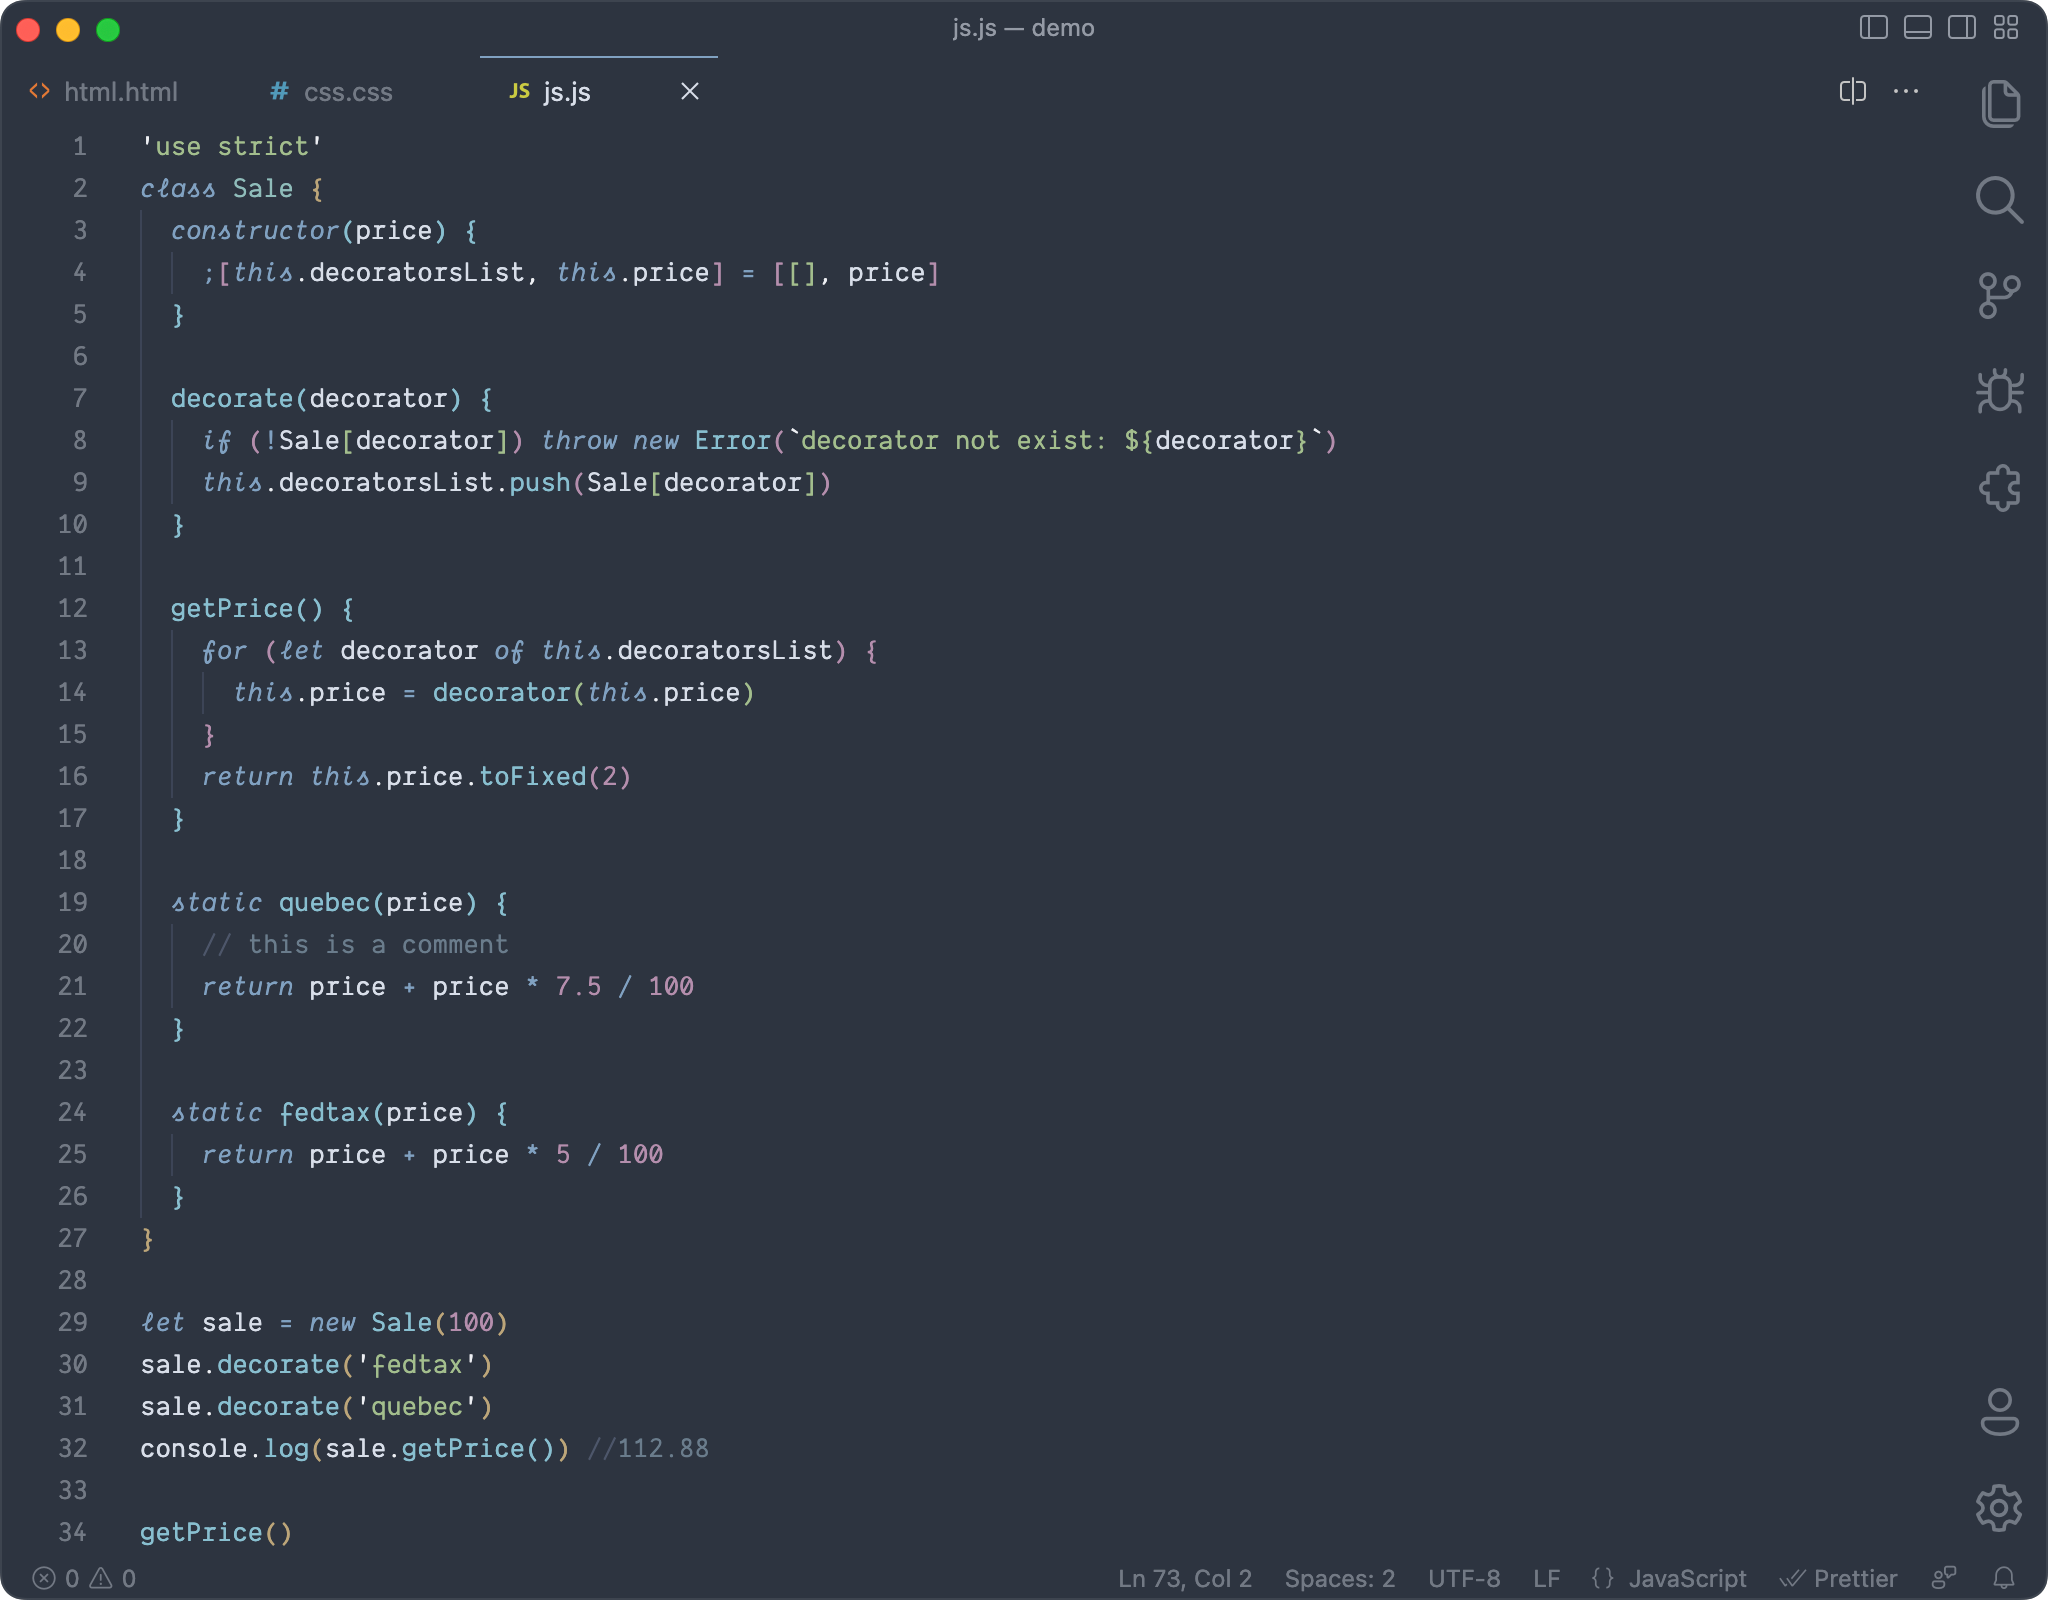 js.js — demo
html.html
# css.css
JS js.js
1 'use strict'
2 class Sale {
3 constructor(price) {
4 ;[this.decoratorsList, this.price] = [[], price]
5 }
6
7 decorate(decorator) {
8 if (!Sale[decorator]) throw new Error(`decorator not exist: ${decorator}`)
9 this.decoratorsList.push(Sale[decorator])
10 }
11
12 getPrice() {
13 for (let decorator of this.decoratorsList) {
14 this.price = decorator(this.price)
15 }
16 return this.price.toFixed(2)
17 }
18
19 static quebec(price) {
20 // this is a comment
21 return price + price * 7.5 / 100
22 }
23
24 static fedtax(price) {
25 return price + price * 5 / 100
26 }
27 }
28
29 let sale = new Sale(100)
30 sale.decorate('fedtax')
31 sale.decorate('quebec')
32 console.log(sale.getPrice()) //112.88
33
34 getPrice()
0 0 Ln 73, Col 2 Spaces: 2 UTF-8 LF {} JavaScript Prettier